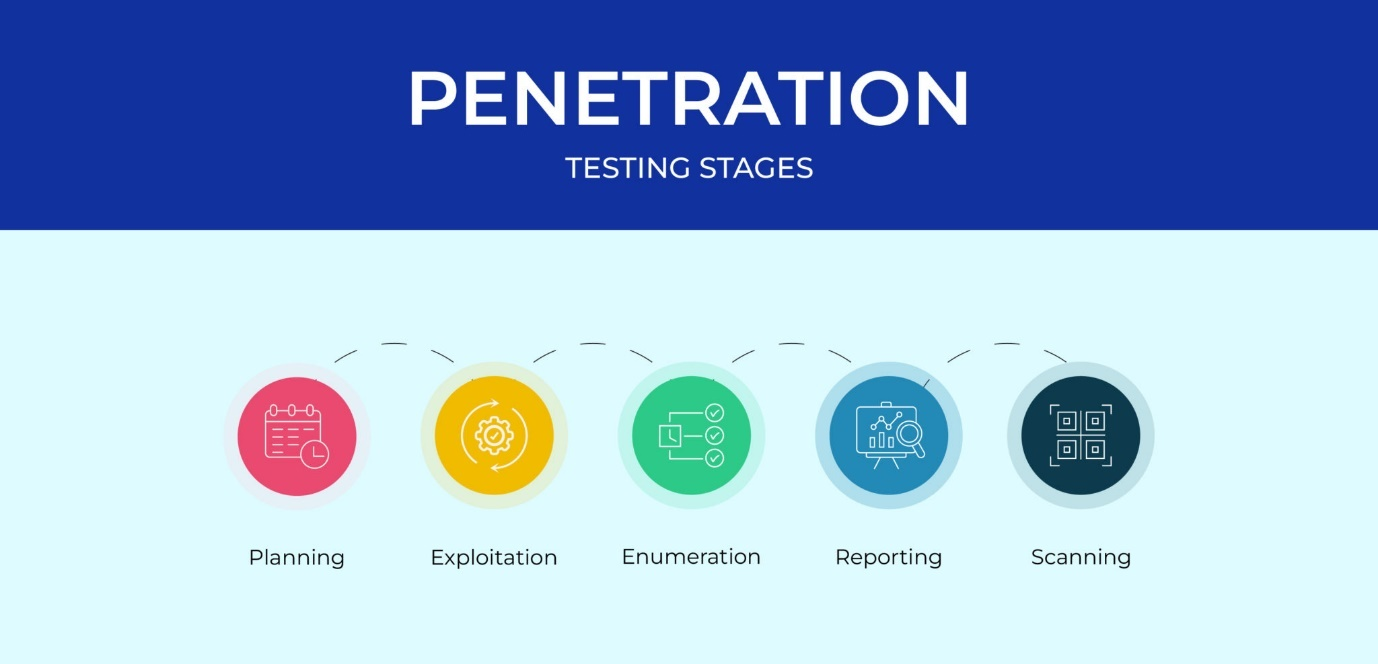 PENETRATION
TESTING STAGES
Planning
Exploitation
Enumeration
Reporting
Scanning